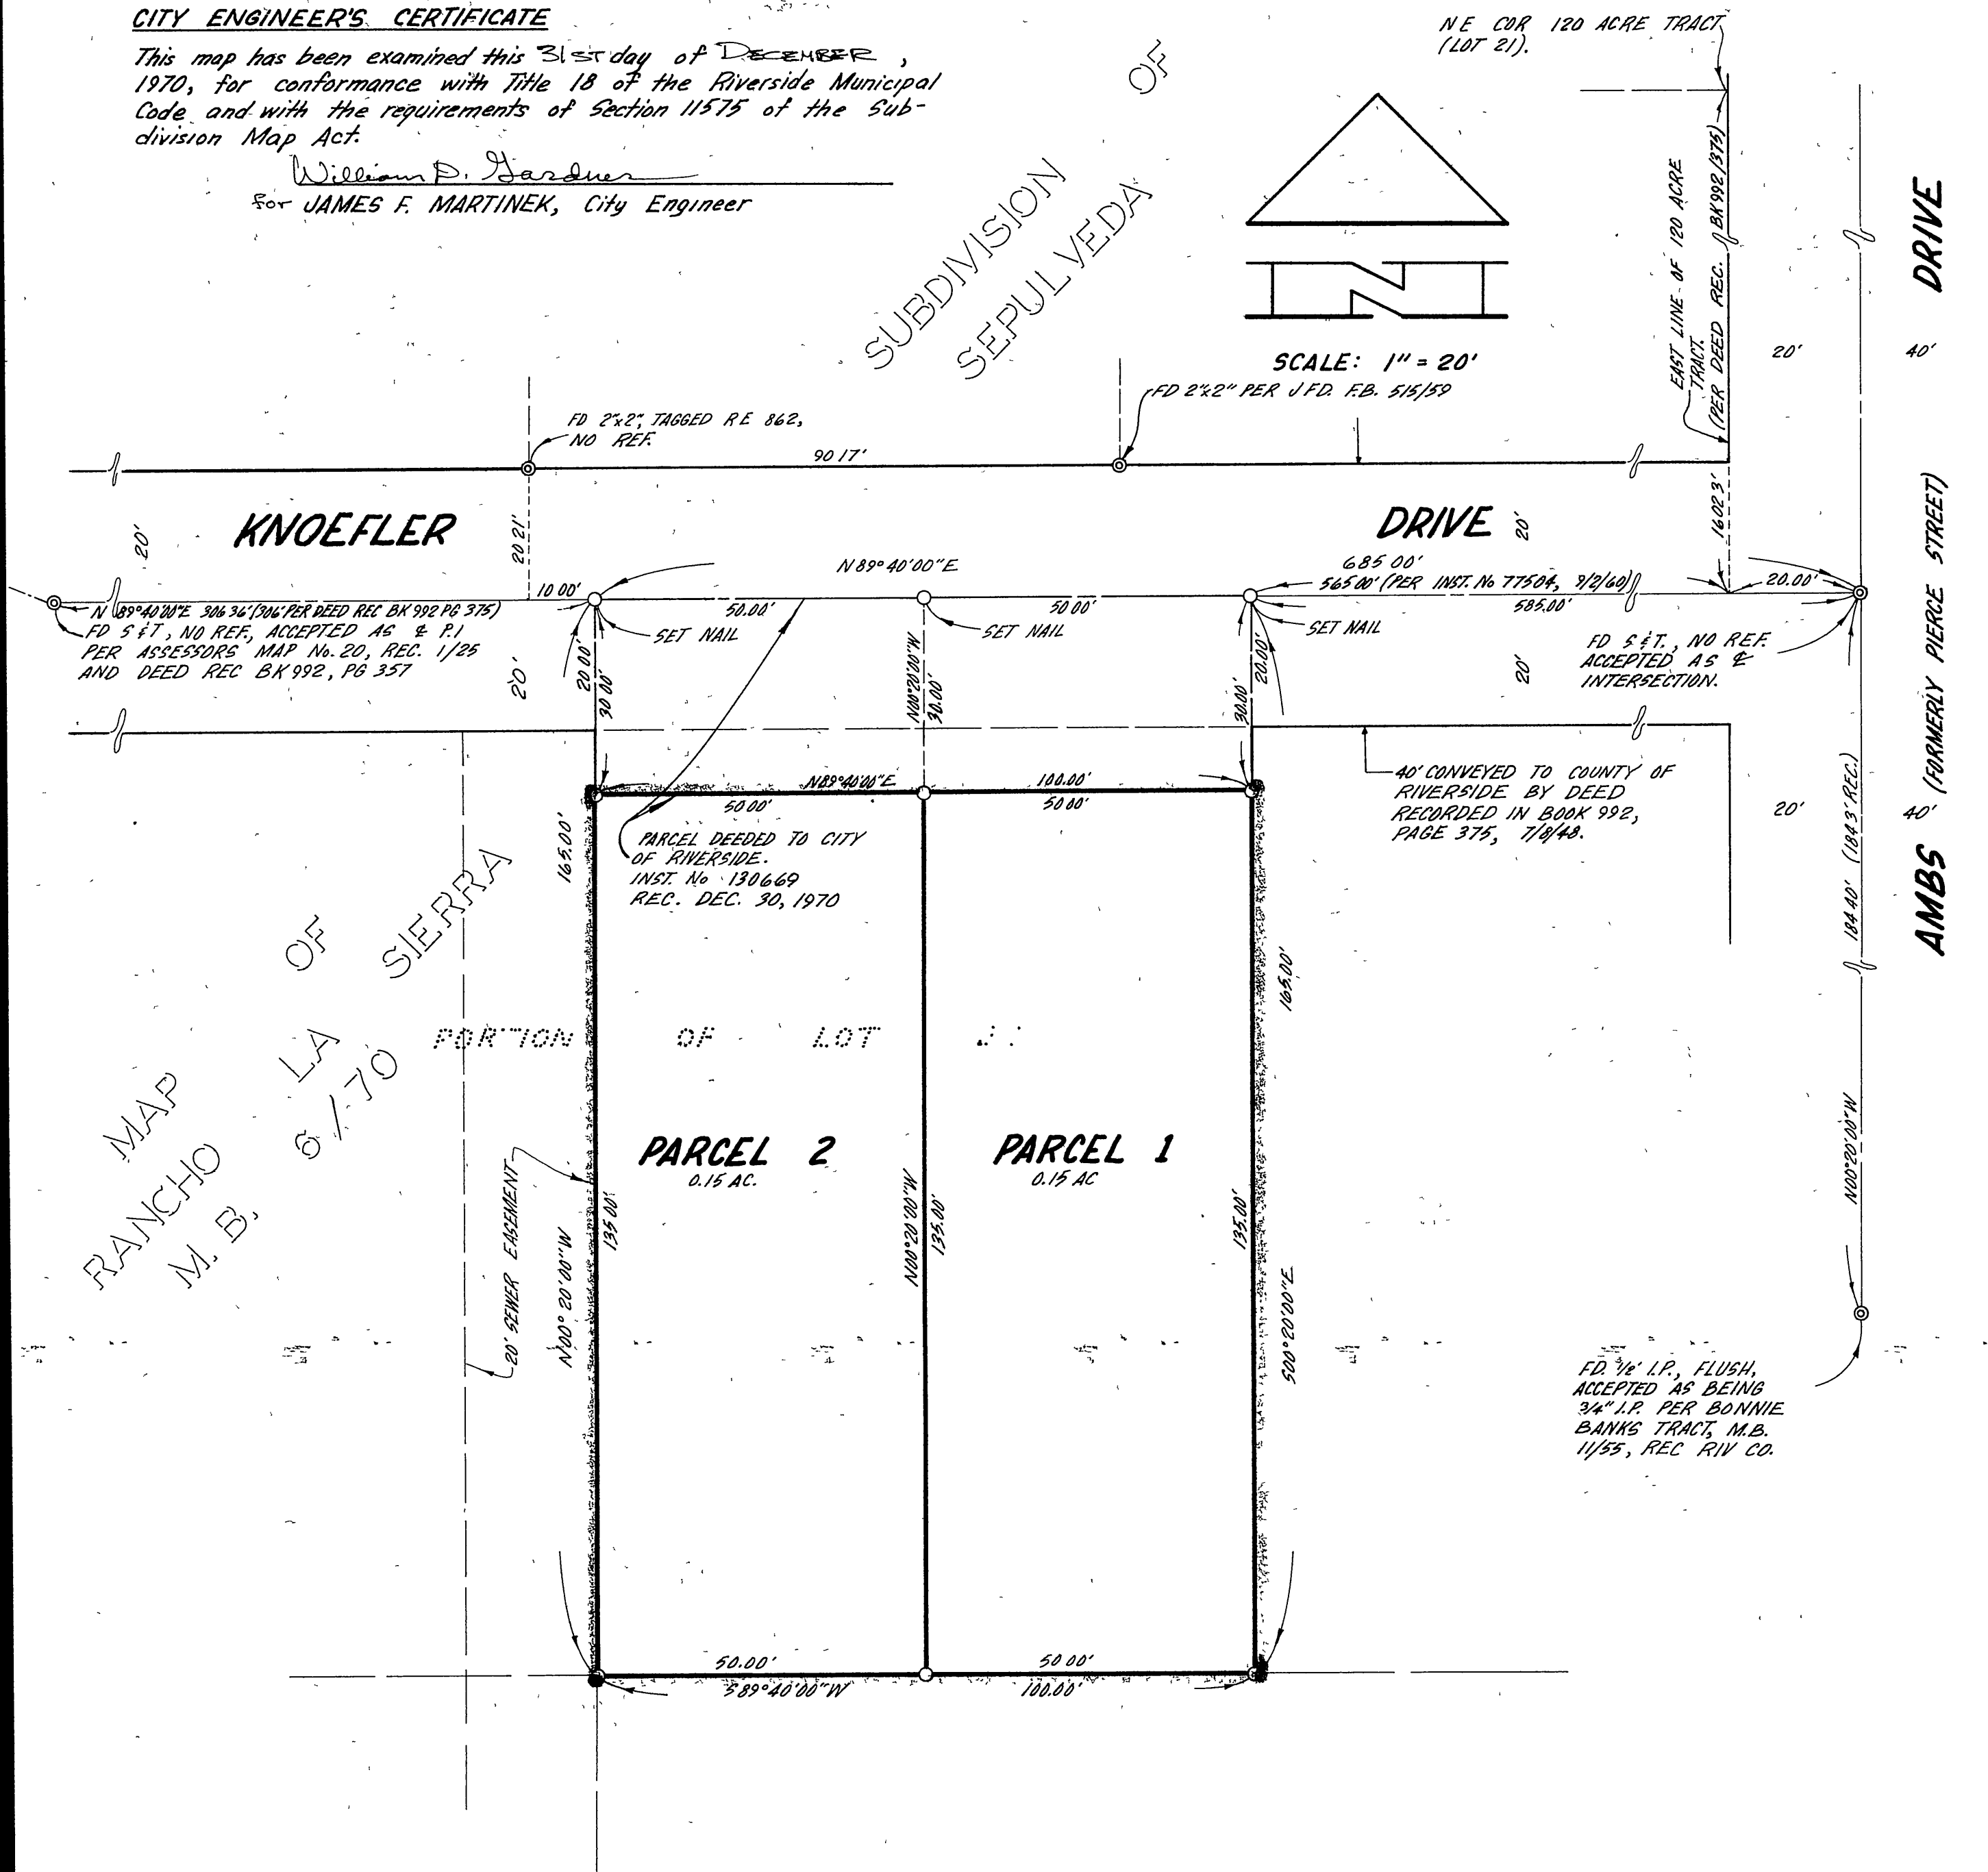 CITY ENGINEER'S CERTIFICATE
This map has been examined this 31ST day of DECEMBER,
1970, for conformance with Title 18 of the Riverside Municipal
Code and with the requirements of Section 11575 of the Sub-
division Map Act.
William D. Gardner
for JAMES F. MARTINEK, City Engineer
SUBDIVISION OF
SEPULVEDA
N
SCALE: 1" = 20'
NE COR 120 ACRE TRACT
(LOT 21).
EAST LINE OF 120 ACRE
TRACT.
(PER DEED REC. BK 992/375)
20'
40'
DRIVE
FD 2"x2", TAGGED RE 862,
NO REF.
FD 2"x2" PER J.F.D. F.B. 515/59
90 17'
KNOEFLER
DRIVE
20'
20 21'
20'
160 23'
N 89° 40' 00" E
685 00'
565 00' (PER INST. No 77504, 9/2/60)
10 00'
50.00'
50 00'
585.00'
20.00'
N 89° 40' 00" E 306 36' (306' PER DEED REC BK 992 PG 375)
FD S & T, NO REF., ACCEPTED AS ℄ P.I
PER ASSESSORS MAP No. 20, REC. 1/25
AND DEED REC BK 992, PG 357
SET NAIL
SET NAIL
SET NAIL
FD S & T., NO REF.
ACCEPTED AS ℄
INTERSECTION.
20'
20 00'
30 00'
N00° 20' 00" W
30.00'
30.00'
20.00'
20'
N89° 40' 00" E
100.00'
50 00'
50 00'
PARCEL DEEDED TO CITY
OF RIVERSIDE.
INST. No 130669
REC. DEC. 30, 1970
40' CONVEYED TO COUNTY OF
RIVERSIDE BY DEED
RECORDED IN BOOK 992,
PAGE 375, 7/8/48.
20'
40'
AMBS (FORMERLY PIERCE STREET)
184 40' (184.3' REC.)
N00° 20' 00" W
165.00'
165.00'
MAP OF SIERRA
RANCHO LA
M. B. 6 / 70
PORTION OF LOT
PARCEL 2
0.15 AC.
PARCEL 1
0.15 AC
20' SEWER EASEMENT
N00° 20' 00" W
135 00'
N00° 20' 00" W
135.00'
135.00'
S00° 20' 00" E
FD. 1/2" I.P., FLUSH,
ACCEPTED AS BEING
3/4" I.P. PER BONNIE
BANKS TRACT, M.B.
11/55, REC RIV CO.
50.00'
50 00'
S 89° 40' 00" W
100.00'